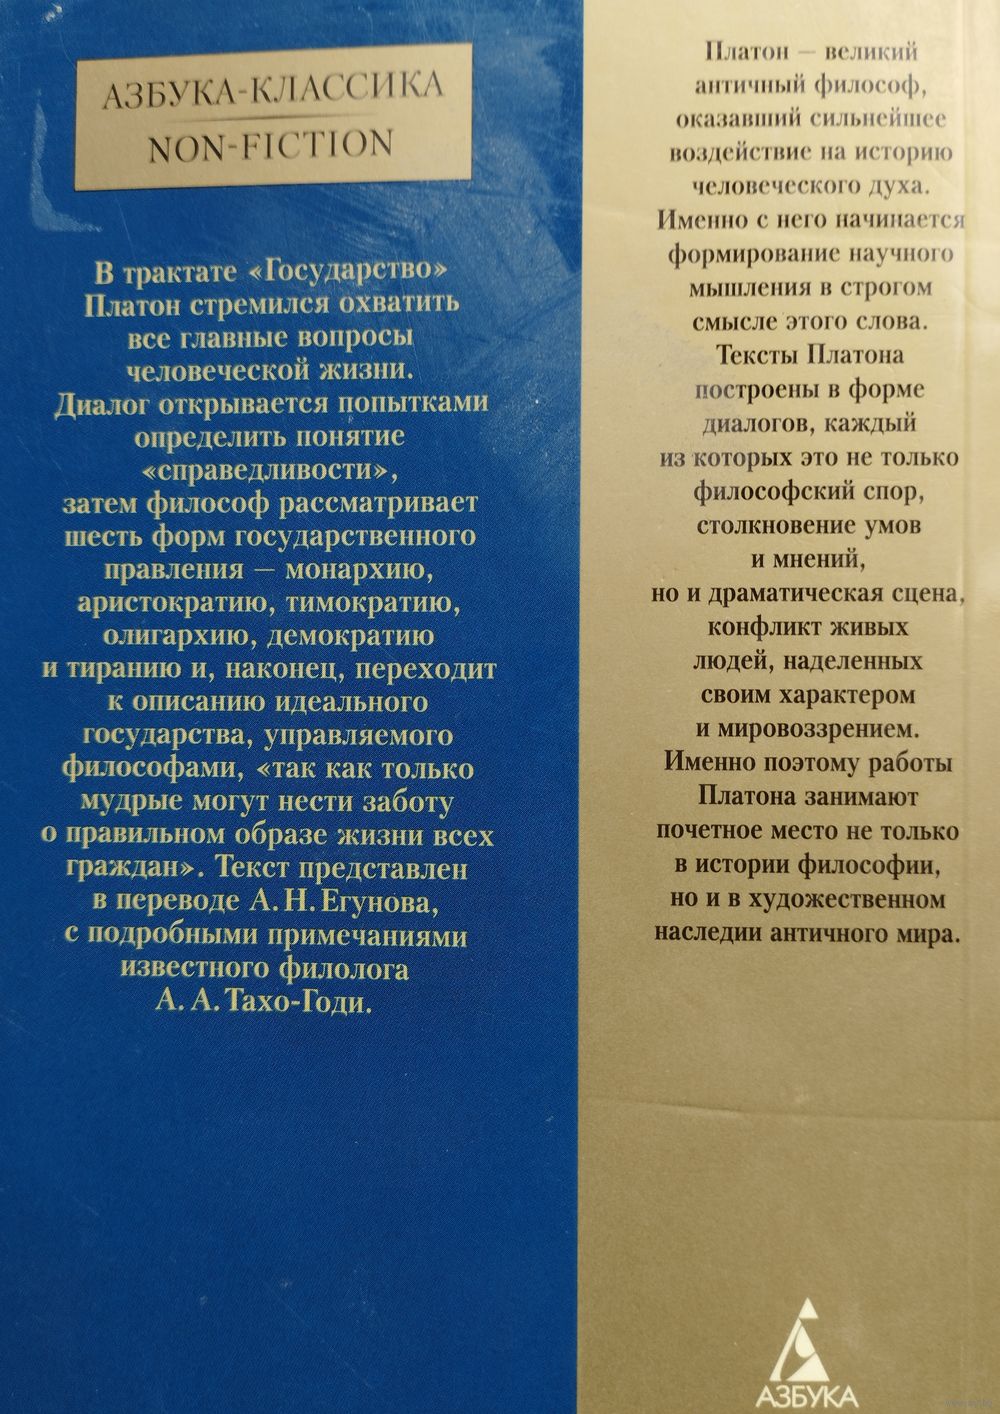 АЗБУКА-КЛАССИКА
NON-FICTION
В трактате «Государство»
Платон стремился охватить
все главные вопросы
человеческой жизни.
Диалог открывается попытками
определить понятие
«справедливости»,
затем философ рассматривает
шесть форм государственного
правления — монархию,
аристократию, тимократию,
олигархию, демократию
и тиранию и, наконец, переходит
к описанию идеального
государства, управляемого
философами, «так как только
мудрые могут нести заботу
о правильном образе жизни всех
граждан». Текст представлен
в переводе А. Н. Егунова,
с подробными примечаниями
известного филолога
А. А. Тахо-Годи.
Платон — великий
античный философ,
оказавший сильнейшее
воздействие на историю
человеческого духа.
Именно с него начинается
формирование научного
мышления в строгом
смысле этого слова.
Тексты Платона
построены в форме
диалогов, каждый
из которых это не только
философский спор,
столкновение умов
и мнений,
но и драматическая сцена,
конфликт живых
людей, наделенных
своим характером
и мировоззрением.
Именно поэтому работы
Платона занимают
почетное место не только
в истории философии,
но и в художественном
наследии античного мира.
АЗБУКА